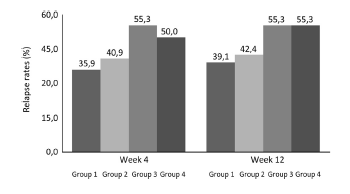 60,0
55,3
55,3 55,3
50,0
45,0
40,9
42,4
39,1
35,9
Relapse rates (%)
20,0
15,0
0,0
Week 4
Week 12
Group 1 Group 2 Group 3 Group 4
Group 1 Group 2 Group 3 Group 4